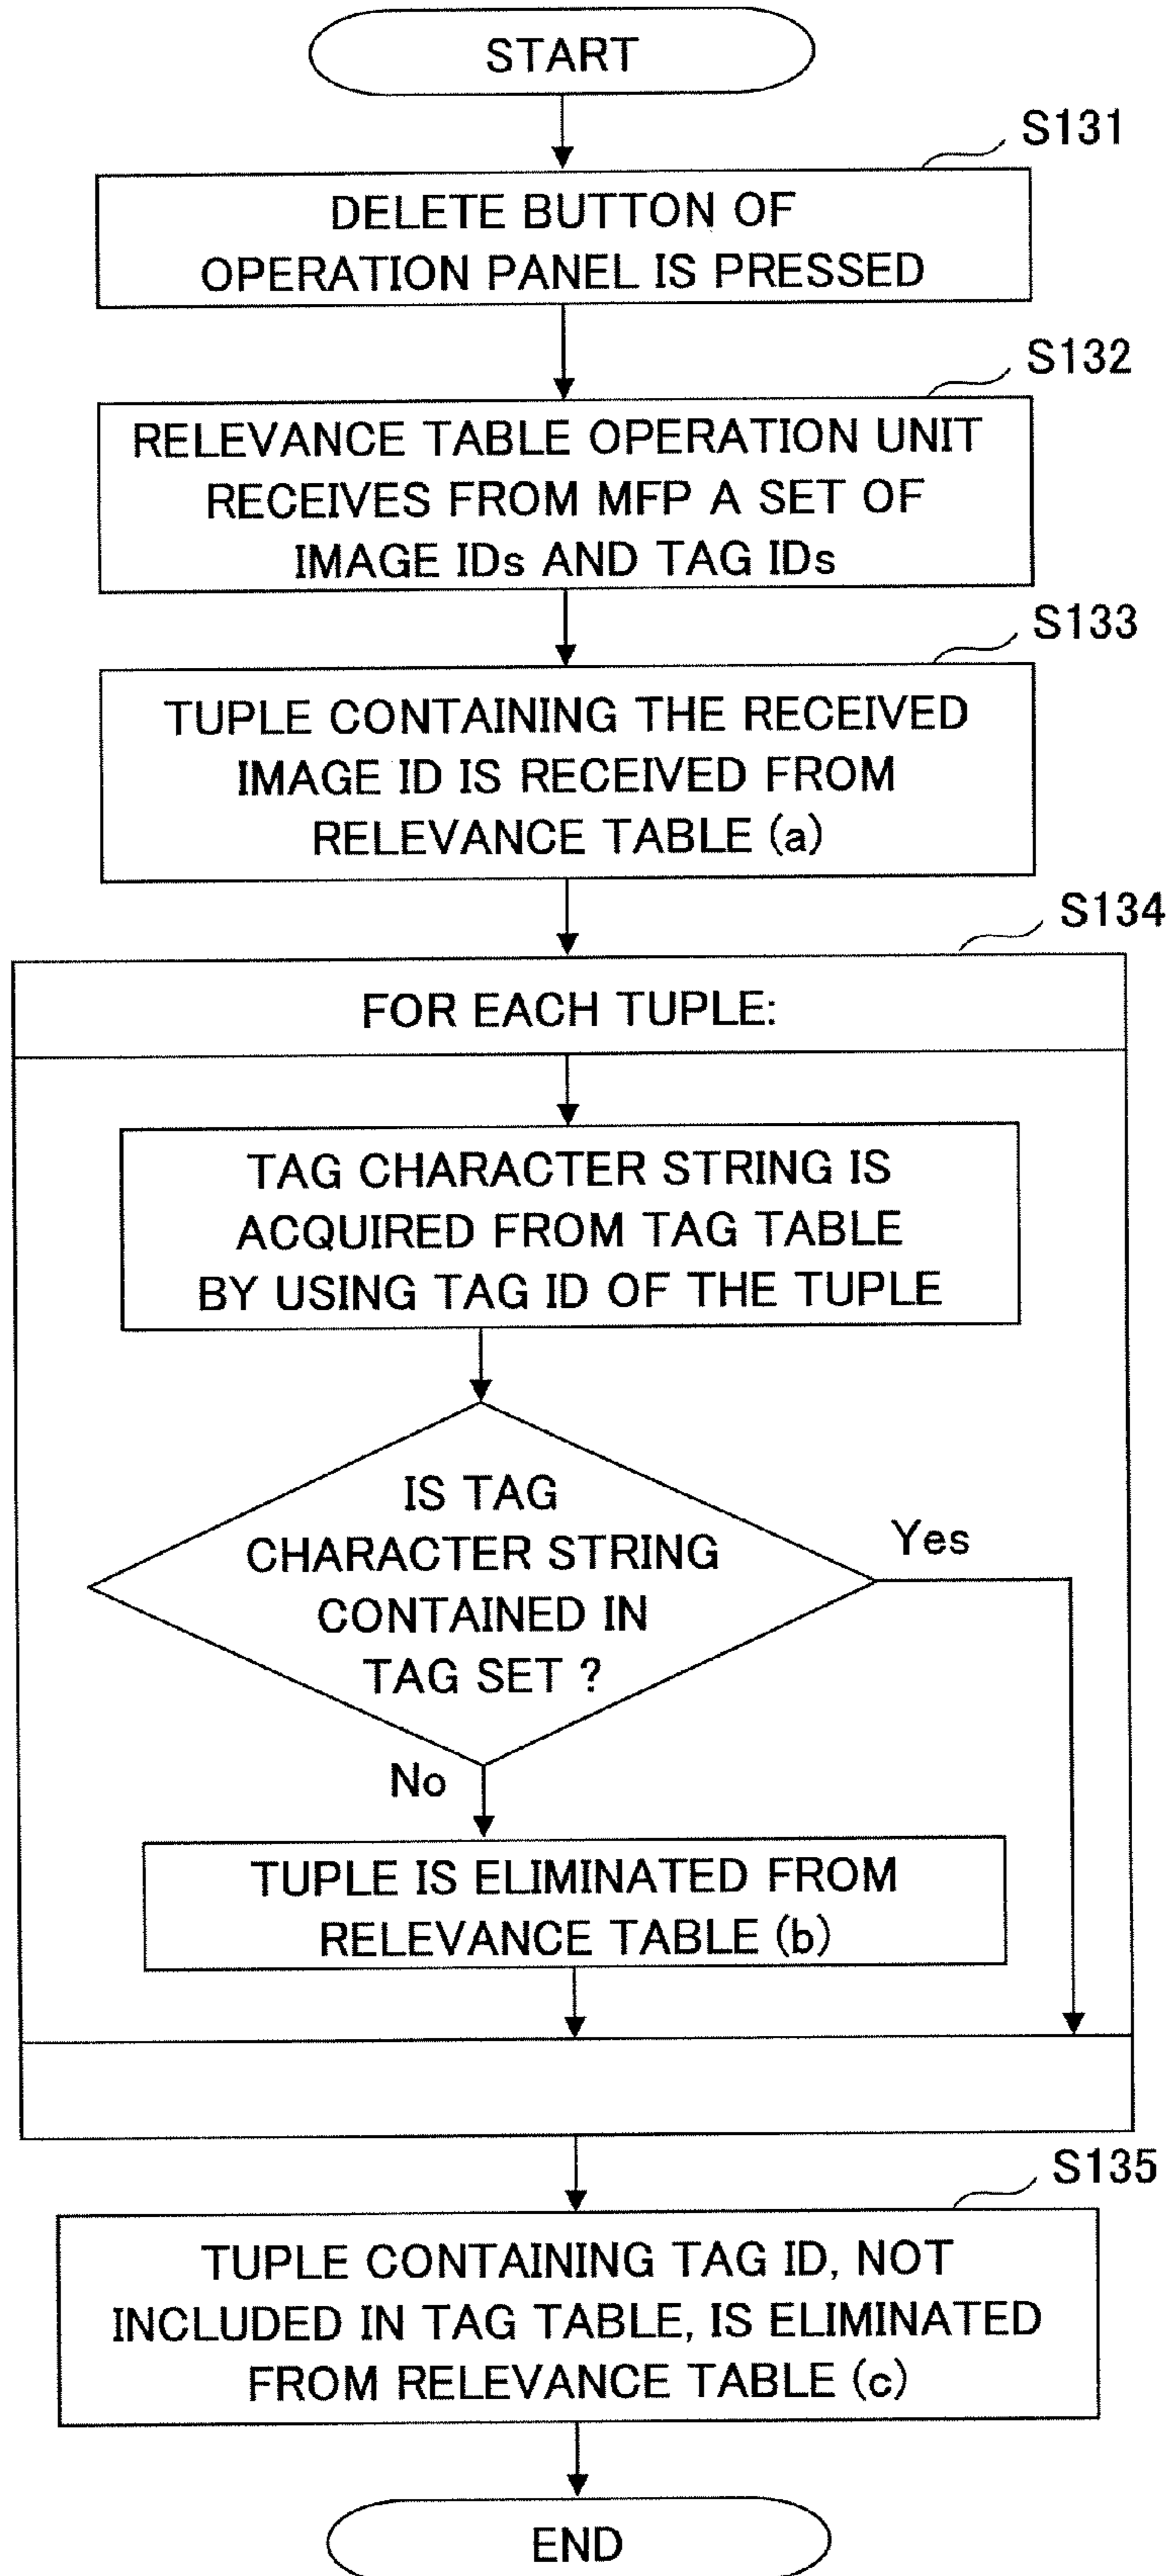 START
S131
DELETE BUTTON OF
OPERATION PANEL IS PRESSED
S132
RELEVANCE TABLE OPERATION UNIT
RECEIVES FROM MFP A SET OF
IMAGE IDs AND TAG IDs
S133
TUPLE CONTAINING THE RECEIVED
IMAGE ID IS RECEIVED FROM
RELEVANCE TABLE (a)
S134
FOR EACH TUPLE:
TAG CHARACTER STRING IS
ACQUIRED FROM TAG TABLE
BY USING TAG ID OF THE TUPLE
IS TAG
CHARACTER STRING
CONTAINED IN
TAG SET ?
Yes
No
TUPLE IS ELIMINATED FROM
RELEVANCE TABLE (b)
S135
TUPLE CONTAINING TAG ID, NOT
INCLUDED IN TAG TABLE, IS ELIMINATED
FROM RELEVANCE TABLE (c)
END